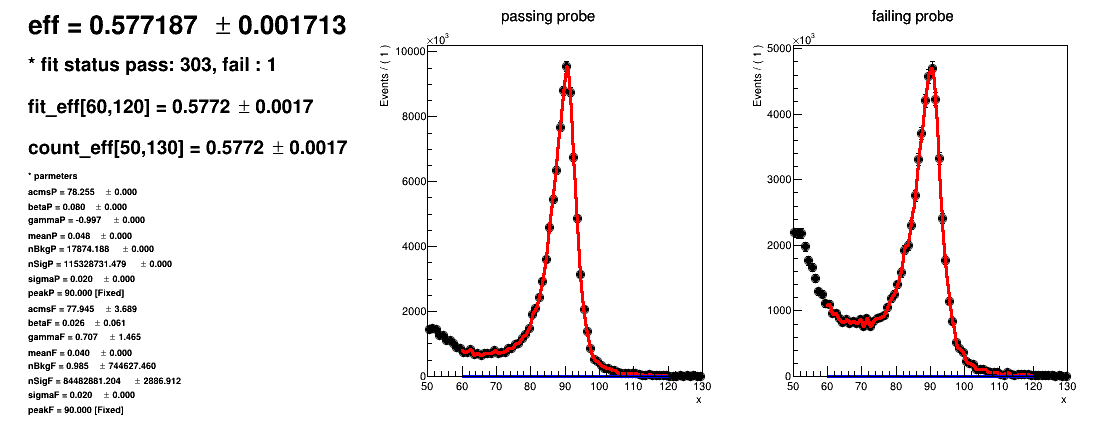 eff = 0.577187 ± 0.001713
* fit status pass: 303, fail : 1
fit_eff[60,120] = 0.5772 ± 0.0017
count_eff[50,130] = 0.5772 ± 0.0017
* parmeters
acmsP = 78.255 ± 0.000
betaP = 0.080 ± 0.000
gammaP = -0.997 ± 0.000
meanP = 0.048 ± 0.000
nBkgP = 17874.188 ± 0.000
nSigP = 115328731.479 ± 0.000
sigmaP = 0.020 ± 0.000
peakP = 90.000 [Fixed]
acmsF = 77.945 ± 3.689
betaF = 0.026 ± 0.061
gammaF = 0.707 ± 1.465
meanF = 0.040 ± 0.000
nBkgF = 0.985 ± 744627.460
nSigF = 84482881.204 ± 2886.912
sigmaF = 0.020 ± 0.000
peakF = 90.000 [Fixed]
passing probe
×10³
Events / ( 1 )
10000
8000
6000
4000
2000
0
50 60 70 80 90 100 110 120 130
x
failing probe
×10³
Events / ( 1 )
5000
4000
3000
2000
1000
0
50 60 70 80 90 100 110 120 130
x